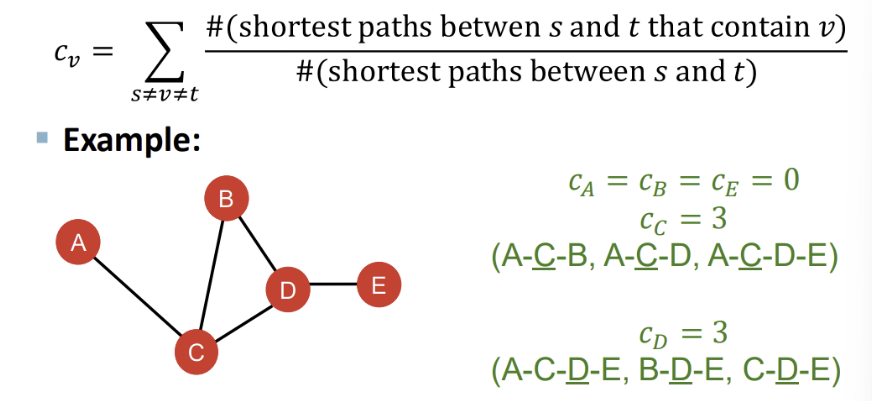 #(shortest paths betwen s and t that contain v)
c_v = ∑
#(shortest paths between s and t)
s≠v≠t
Example:
c_A = c_B = c_E = 0
c_C = 3
(A-C-B, A-C-D, A-C-D-E)
c_D = 3
(A-C-D-E, B-D-E, C-D-E)
B
A
D
E
C